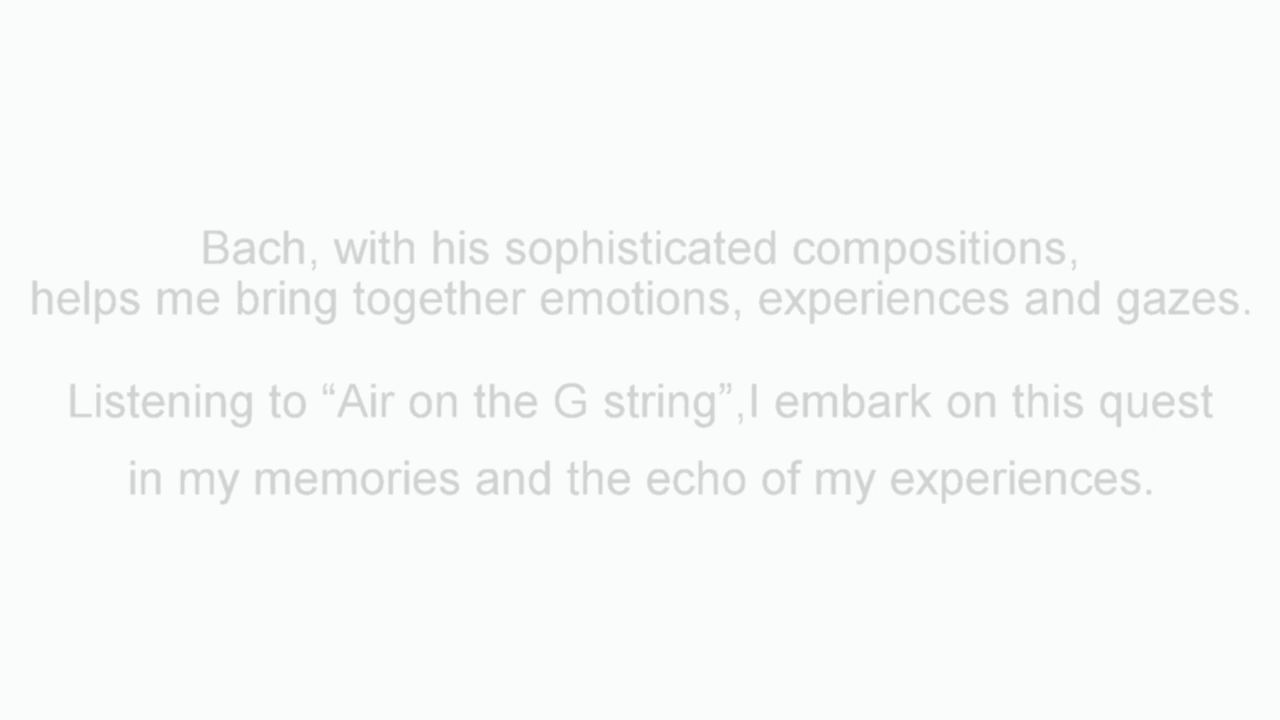 Bach, with his sophisticated compositions,
helps me bring together emotions, experiences and gazes.
Listening to “Air on the G string”,I embark on this quest
in my memories and the echo of my experiences.